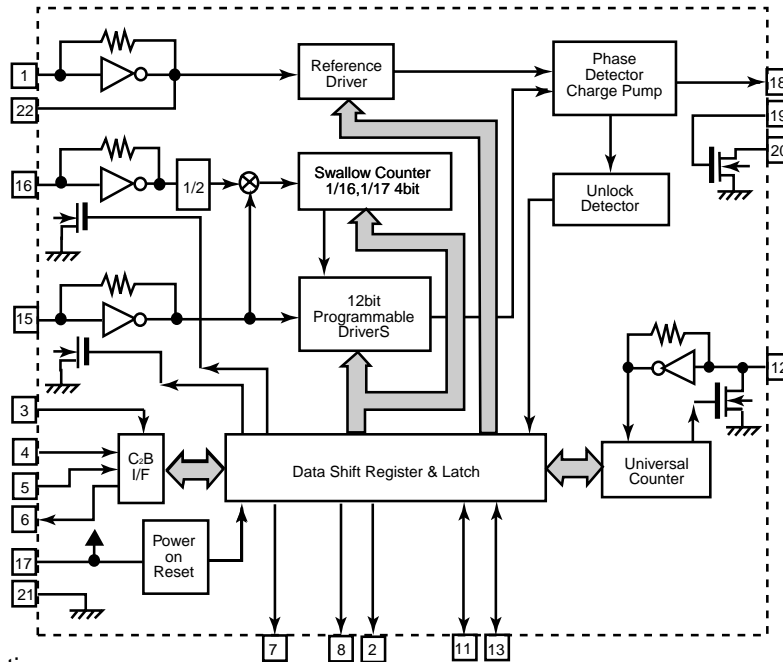 1
22
Reference
Driver
Phase
Detector
Charge Pump
18
19
20
16
1/2
Swallow Counter
1/16,1/17 4bit
Unlock
Detector
15
12bit
Programmable
DriverS
12
3
4
5
6
C2B
I/F
Data Shift Register & Latch
Universal
Counter
17
Power
on
Reset
21
7
8
2
11
13